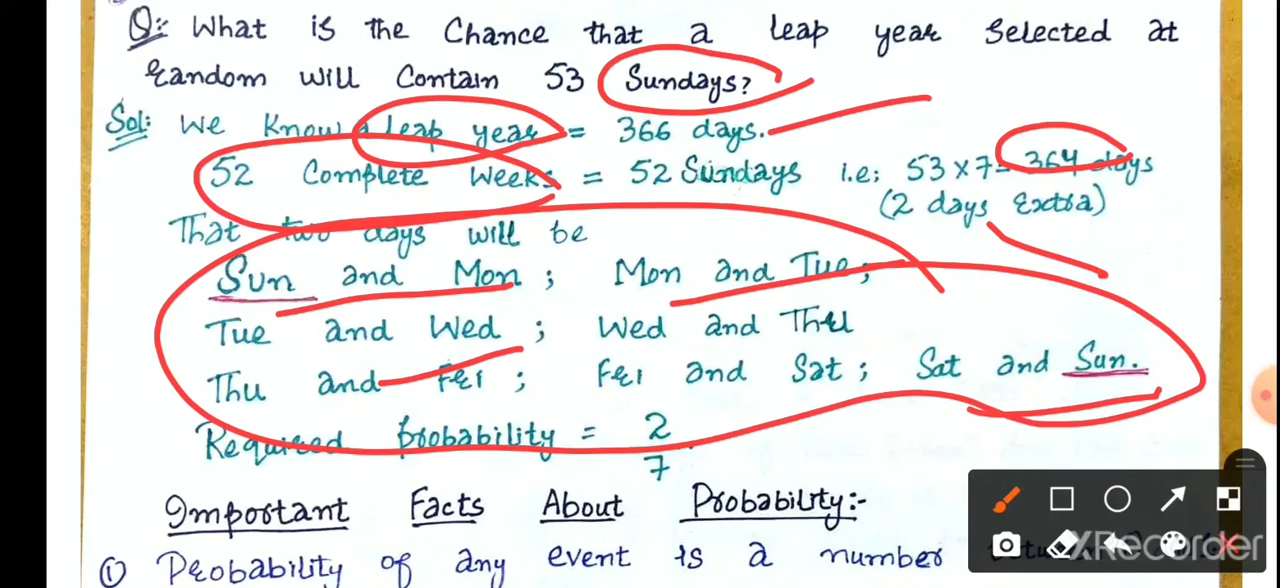 Q:- What is the Chance that a leap year selected at
random will Contain 53 Sundays?
Sol:- We Know a leap year = 366 days.
52 Complete Weeks = 52 Sundays i.e; 53 x 7 = 364 days
(2 days Extra)
That two days will be
Sun and Mon ; Mon and Tue ;
Tue and Wed ; Wed and Thu
Thu and Fri ; Fri and Sat ; Sat and Sun.
Required probability = 2/7
Important Facts About Probability:-
① Probability of any event is a number
XRecorder